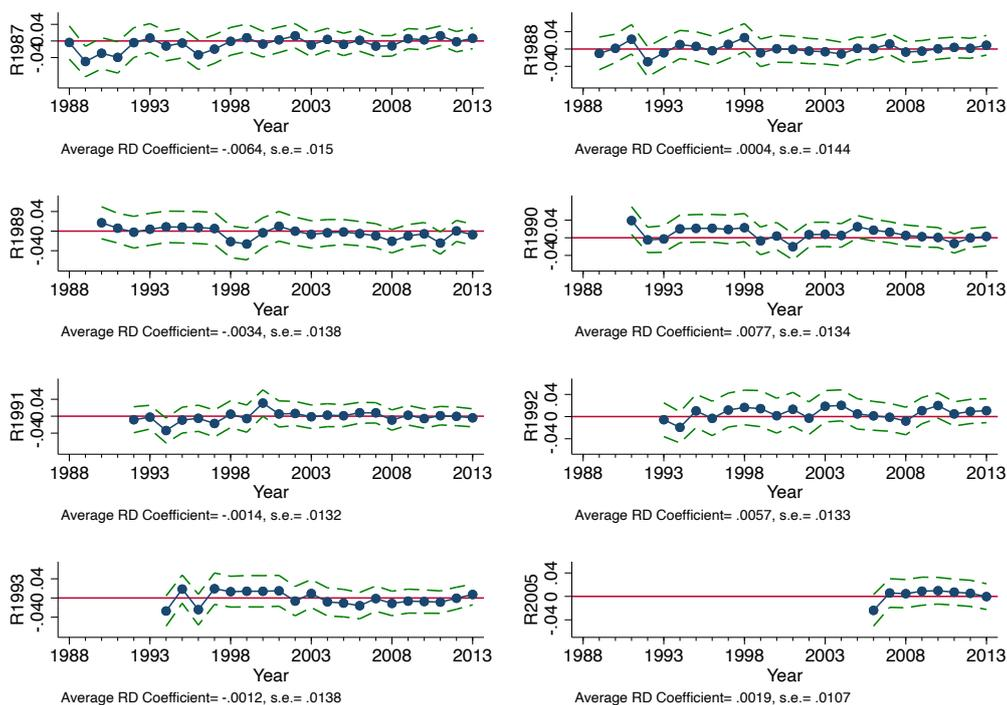 R1987
-.04 0 .04
1988 1993 1998 2003 2008 2013
Year
Average RD Coefficient= -.0064, s.e.= .015
R1988
-.04 0 .04
1988 1993 1998 2003 2008 2013
Year
Average RD Coefficient= .0004, s.e.= .0144
R1989
-.04 0 .04
1988 1993 1998 2003 2008 2013
Year
Average RD Coefficient= -.0034, s.e.= .0138
R1990
-.04 0 .04
1988 1993 1998 2003 2008 2013
Year
Average RD Coefficient= .0077, s.e.= .0134
R1991
-.04 0 .04
1988 1993 1998 2003 2008 2013
Year
Average RD Coefficient= -.0014, s.e.= .0132
R1992
-.04 0 .04
1988 1993 1998 2003 2008 2013
Year
Average RD Coefficient= .0057, s.e.= .0133
R1993
-.04 0 .04
1988 1993 1998 2003 2008 2013
Year
Average RD Coefficient= -.0012, s.e.= .0138
R2005
-.04 0 .04
1988 1993 1998 2003 2008 2013
Year
Average RD Coefficient= .0019, s.e.= .0107